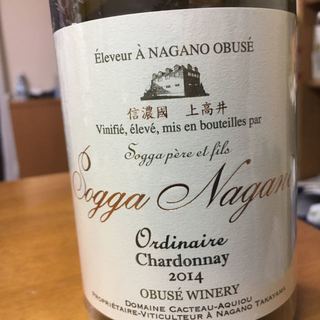 Éleveur À NAGANO OBUSÉ
信濃國 上高井
Vinifié, élevé, mis en bouteilles par
Sogga père et fils
Sogga Nagano
Ordinaire
Chardonnay
2014
OBUSÉ WINERY
DOMAINE CACTEAU-AQUIOU
PROPRIÉTAIRE-VITICULTEUR À NAGANO TAKAYAMA